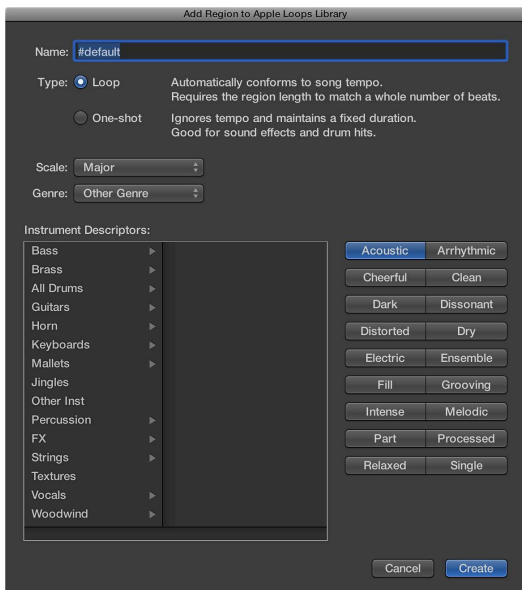 Add Region to Apple Loops Library
Name: #default
Type: Loop Automatically conforms to song tempo.
Requires the region length to match a whole number of beats.
One-shot Ignores tempo and maintains a fixed duration.
Good for sound effects and drum hits.
Scale: Major
Genre: Other Genre
Instrument Descriptors:
Bass
Brass
All Drums
Guitars
Horn
Keyboards
Mallets
Jingles
Other Inst
Percussion
FX
Strings
Textures
Vocals
Woodwind
Acoustic Arrhythmic
Cheerful Clean
Dark Dissonant
Distorted Dry
Electric Ensemble
Fill Grooving
Intense Melodic
Part Processed
Relaxed Single
Cancel Create